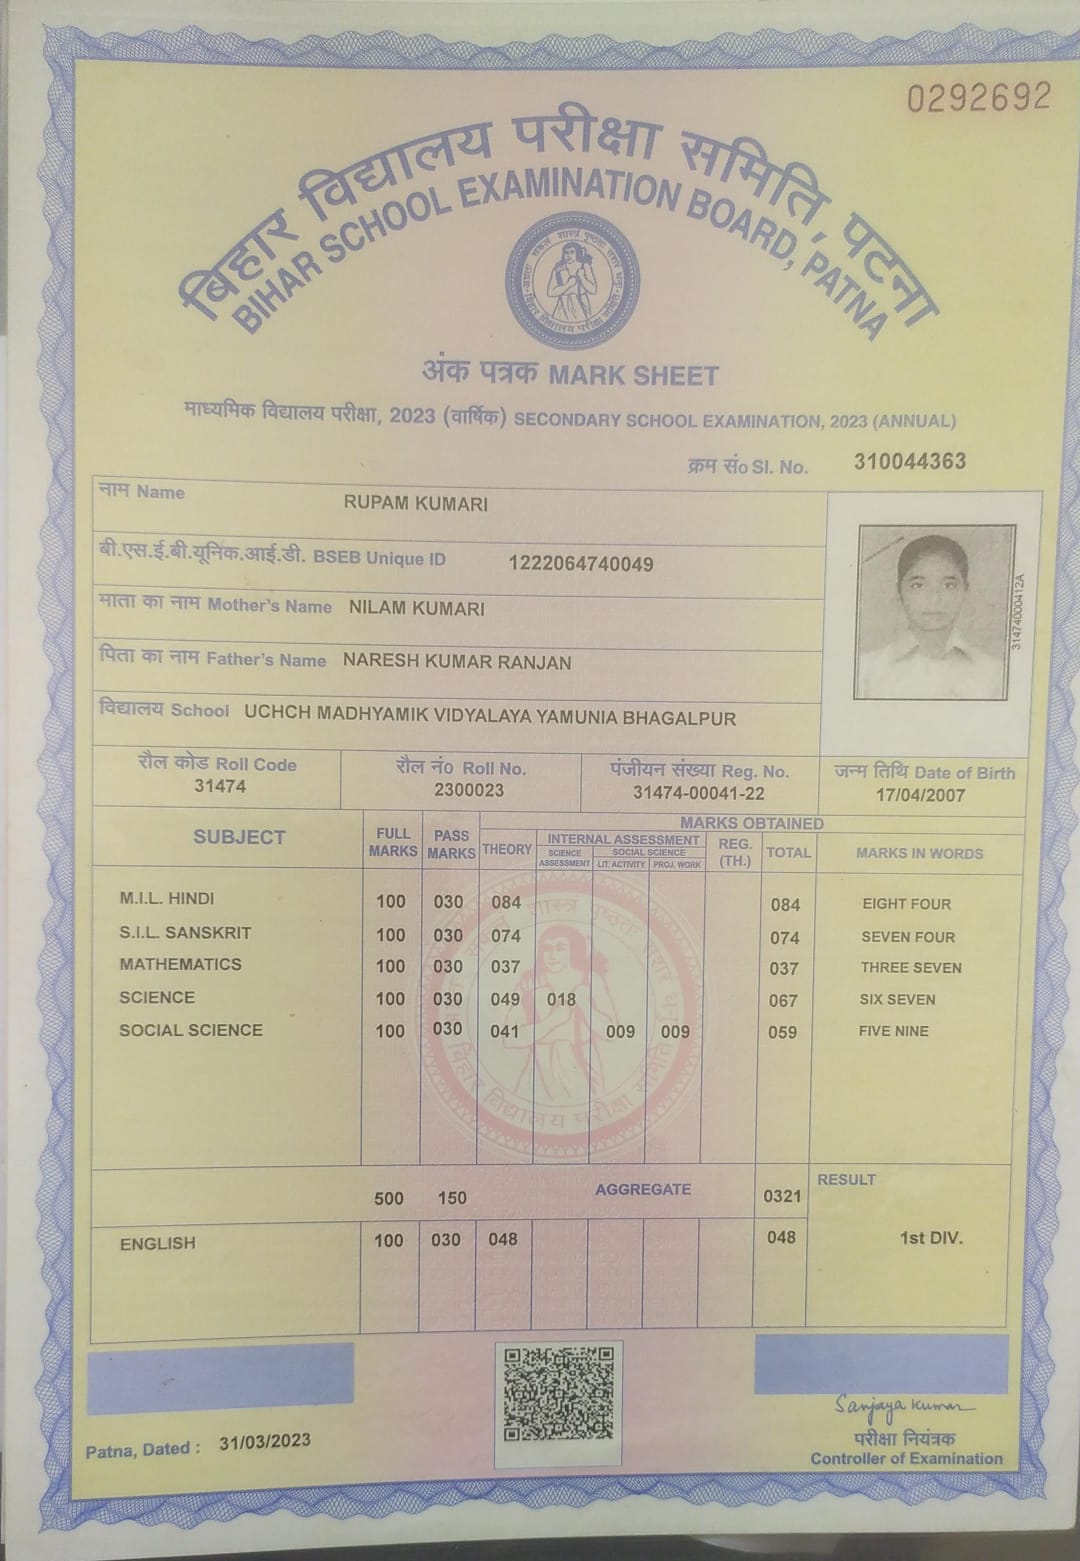 0292692
बिहार विद्यालय परीक्षा समिति, पटना
BIHAR SCHOOL EXAMINATION BOARD, PATNA
अंक पत्रक MARK SHEET
माध्यमिक विद्यालय परीक्षा, 2023 (वार्षिक) SECONDARY SCHOOL EXAMINATION, 2023 (ANNUAL)
क्रम सं० Sl. No. 310044363
नाम Name RUPAM KUMARI
बी.एस.ई.बी.यूनिक.आई.डी. BSEB Unique ID 1222064740049
माता का नाम Mother's Name NILAM KUMARI
पिता का नाम Father's Name NARESH KUMAR RANJAN
विद्यालय School UCHCH MADHYAMIK VIDYALAYA YAMUNIA BHAGALPUR
31474000412A
रौल कोड Roll Code रौल नं० Roll No. पंजीयन संख्या Reg. No. जन्म तिथि Date of Birth
31474 2300023 31474-00041-22 17/04/2007
SUBJECT FULL MARKS PASS MARKS MARKS OBTAINED
THEORY INTERNAL ASSESSMENT REG. (TH.) TOTAL MARKS IN WORDS
SCIENCE ASSESSMENT SOCIAL SCIENCE
LIT. ACTIVITY PROJ. WORK
M.I.L. HINDI 100 030 084 084 EIGHT FOUR
S.I.L. SANSKRIT 100 030 074 074 SEVEN FOUR
MATHEMATICS 100 030 037 037 THREE SEVEN
SCIENCE 100 030 049 018 067 SIX SEVEN
SOCIAL SCIENCE 100 030 041 009 009 059 FIVE NINE
बिहार विद्यालय परीक्षा समिति
500 150 AGGREGATE 0321 RESULT
ENGLISH 100 030 048 048 1st DIV.
Sanjaya Kumar
Patna, Dated : 31/03/2023
परीक्षा नियंत्रक
Controller of Examination